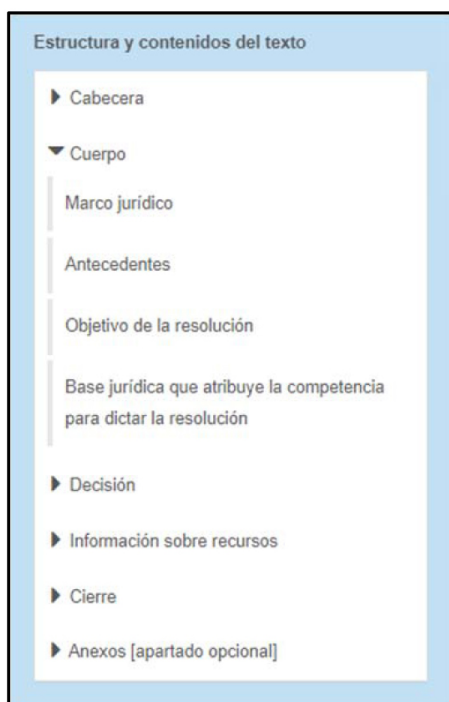 Estructura y contenidos del texto
Cabecera
Cuerpo
Marco jurídico
Antecedentes
Objetivo de la resolución
Base jurídica que atribuye la competencia
para dictar la resolución
Decisión
Información sobre recursos
Cierre
Anexos [apartado opcional]